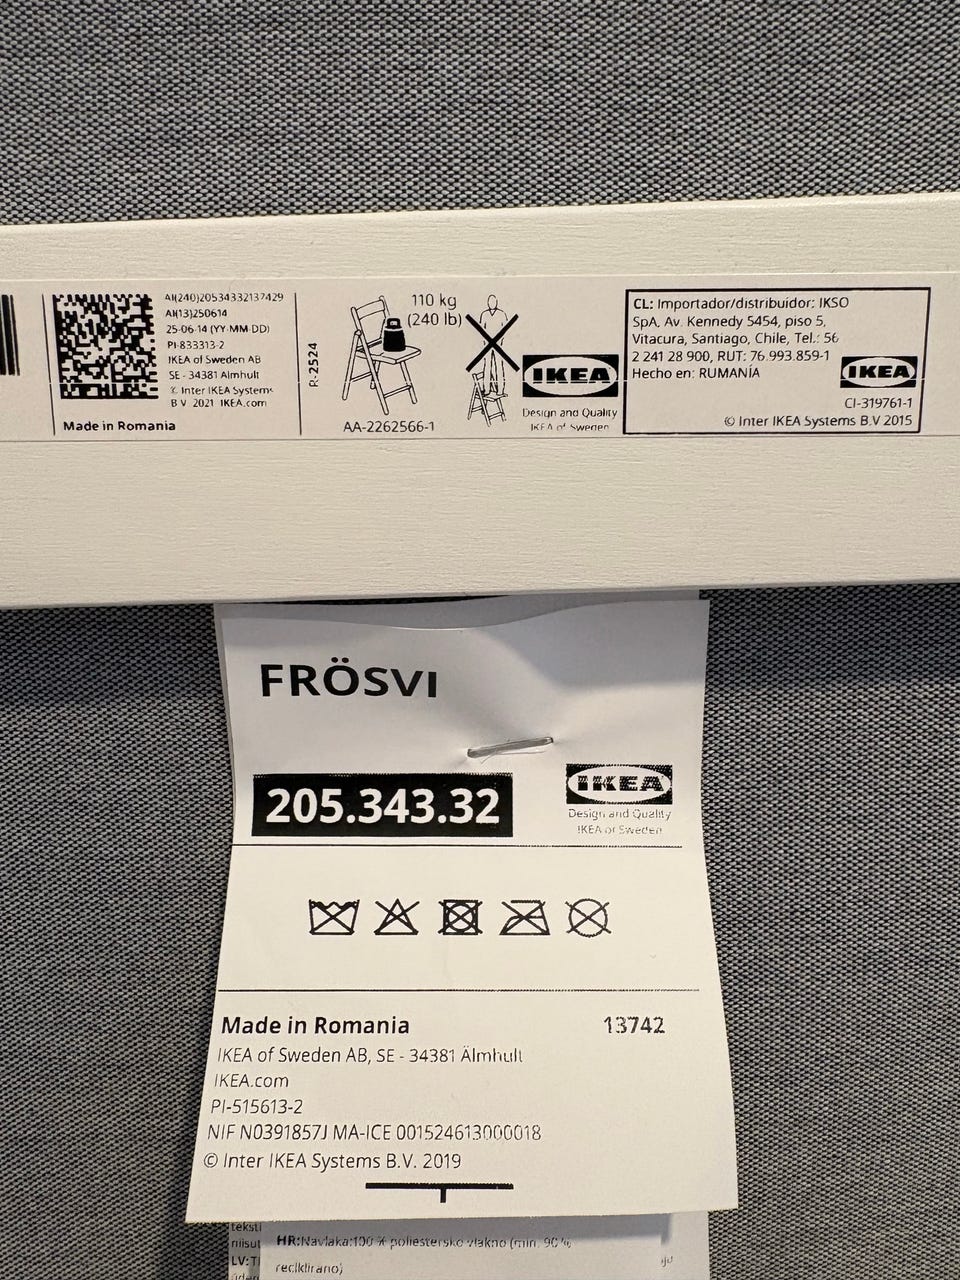 AI(240)20534332137429
AI(13)250614
25-06-14 (YY-MM-DD)
PI-833313-2
IKEA of Sweden AB
SE - 34381 Älmhult
© Inter IKEA Systems
B.V. 2021 IKEA.com
Made in Romania
R-2524
110 kg
(240 lb)
AA-2262566-1
IKEA
Design and Quality
IKEA of Sweden
CL: Importador/distribuidor: IKSO
SpA, Av. Kennedy 5454, piso 5,
Vitacura, Santiago, Chile, Tel.: 56
2 241 28 900, RUT: 76.993.859-1
Hecho en: RUMANÍA
IKEA
CI-319761-1
© Inter IKEA Systems B.V 2015
FRÖSVI
205.343.32
IKEA
Design and Quality
IKEA of Sweden
Made in Romania 13742
IKEA of Sweden AB, SE - 34381 Älmhult
IKEA.com
PI-515613-2
NIF N0391857J MA-ICE 001524613000018
© Inter IKEA Systems B.V. 2019
teksti
niisut
LV:
HR:Navlaka:100 % poliestersko vlakno (min. 90 %
reciklirano)